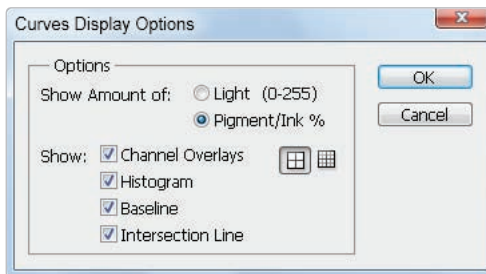 Curves Display Options
Options
Show Amount of: Light (0-255)
Pigment/Ink %
Show: Channel Overlays
Histogram
Baseline
Intersection Line
OK
Cancel